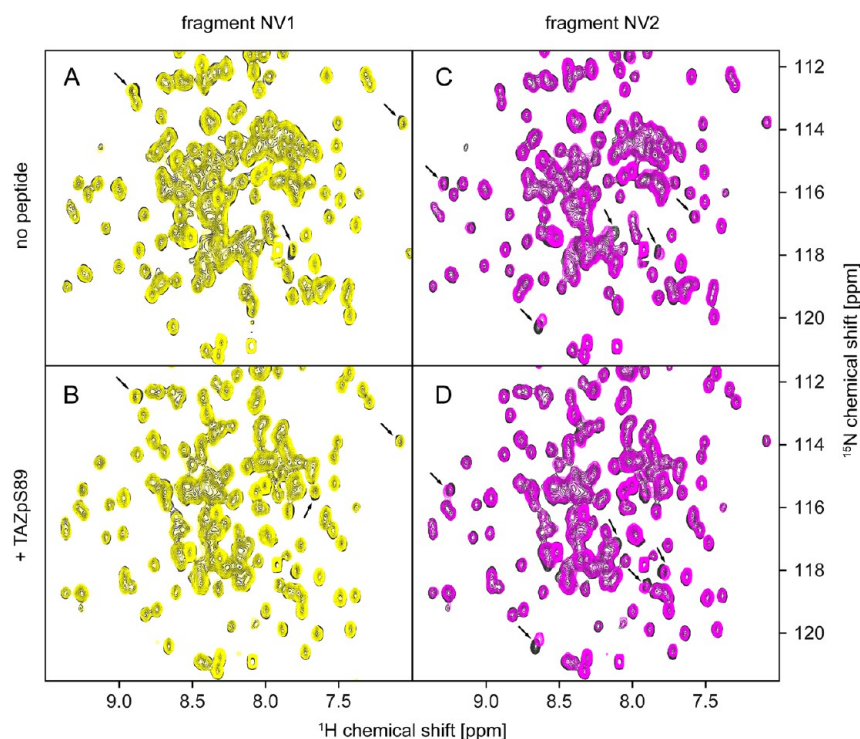 fragment NV1
fragment NV2
A
C
no peptide
112
114
116
118
120
B
D
+ TAZpS89
112
114
116
118
120
¹⁵N chemical shift [ppm]
9.0 8.5 8.0 7.5
9.0 8.5 8.0 7.5
¹H chemical shift [ppm]